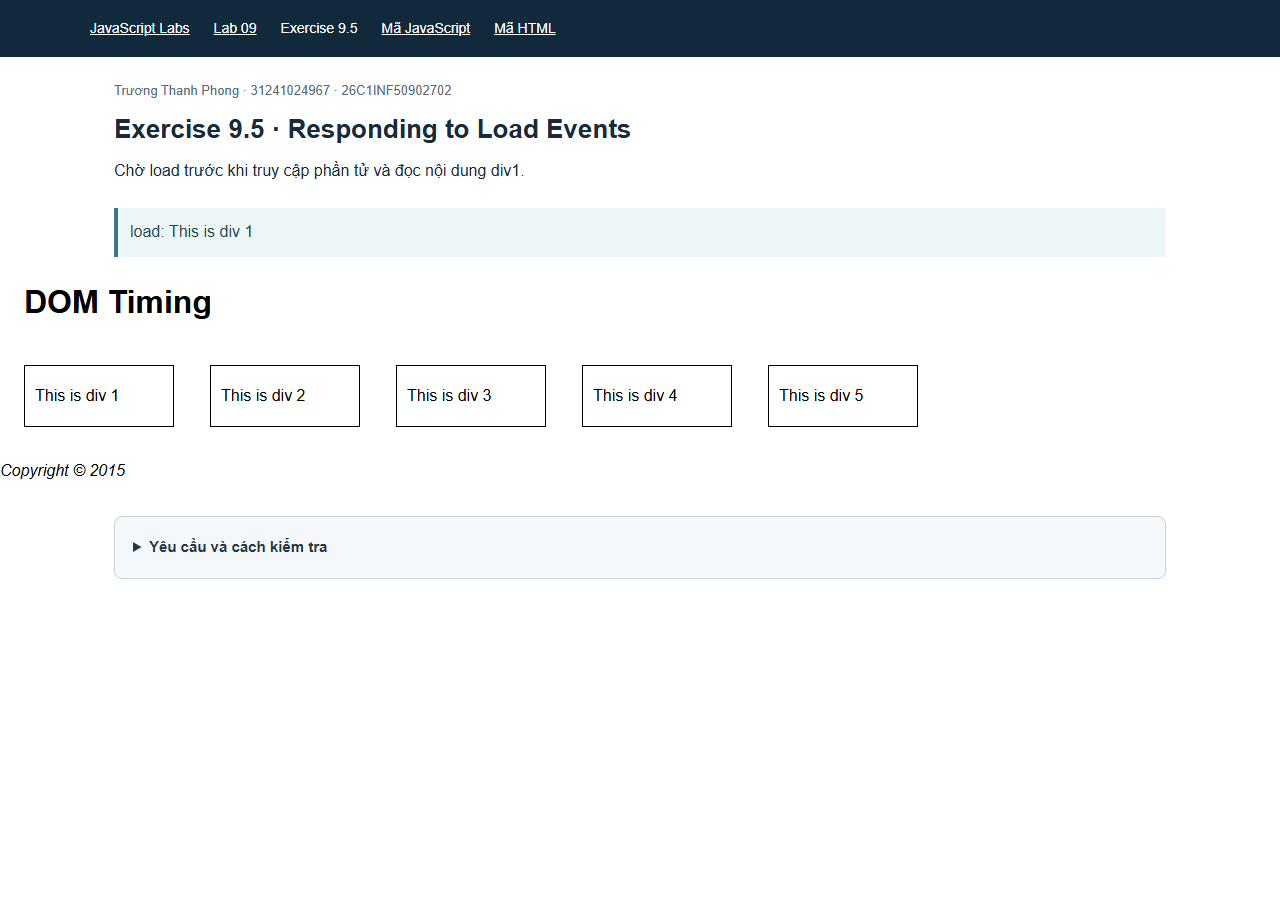 JavaScript Labs Lab 09 Exercise 9.5 Mã JavaScript Mã HTML
Trương Thanh Phong · 31241024967 · 26C1INF50902702
Exercise 9.5 · Responding to Load Events
Chờ load trước khi truy cập phần tử và đọc nội dung div1.
load: This is div 1
DOM Timing
This is div 1 This is div 2 This is div 3 This is div 4 This is div 5
Copyright © 2015
Yêu cầu và cách kiểm tra